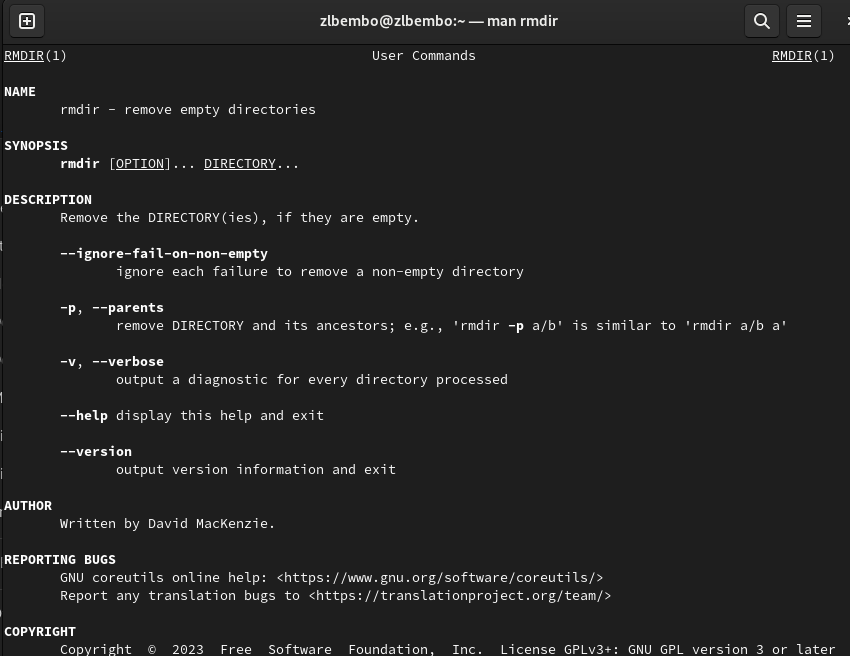 zlbembo@zlbembo:~ — man rmdir
RMDIR(1) User Commands RMDIR(1)
NAME
rmdir - remove empty directories
SYNOPSIS
rmdir [OPTION]... DIRECTORY...
DESCRIPTION
Remove the DIRECTORY(ies), if they are empty.
--ignore-fail-on-non-empty
ignore each failure to remove a non-empty directory
-p, --parents
remove DIRECTORY and its ancestors; e.g., 'rmdir -p a/b' is similar to 'rmdir a/b a'
-v, --verbose
output a diagnostic for every directory processed
--help display this help and exit
--version
output version information and exit
AUTHOR
Written by David MacKenzie.
REPORTING BUGS
GNU coreutils online help: <https://www.gnu.org/software/coreutils/>
Report any translation bugs to <https://translationproject.org/team/>
COPYRIGHT
Copyright © 2023 Free Software Foundation, Inc. License GPLv3+: GNU GPL version 3 or later